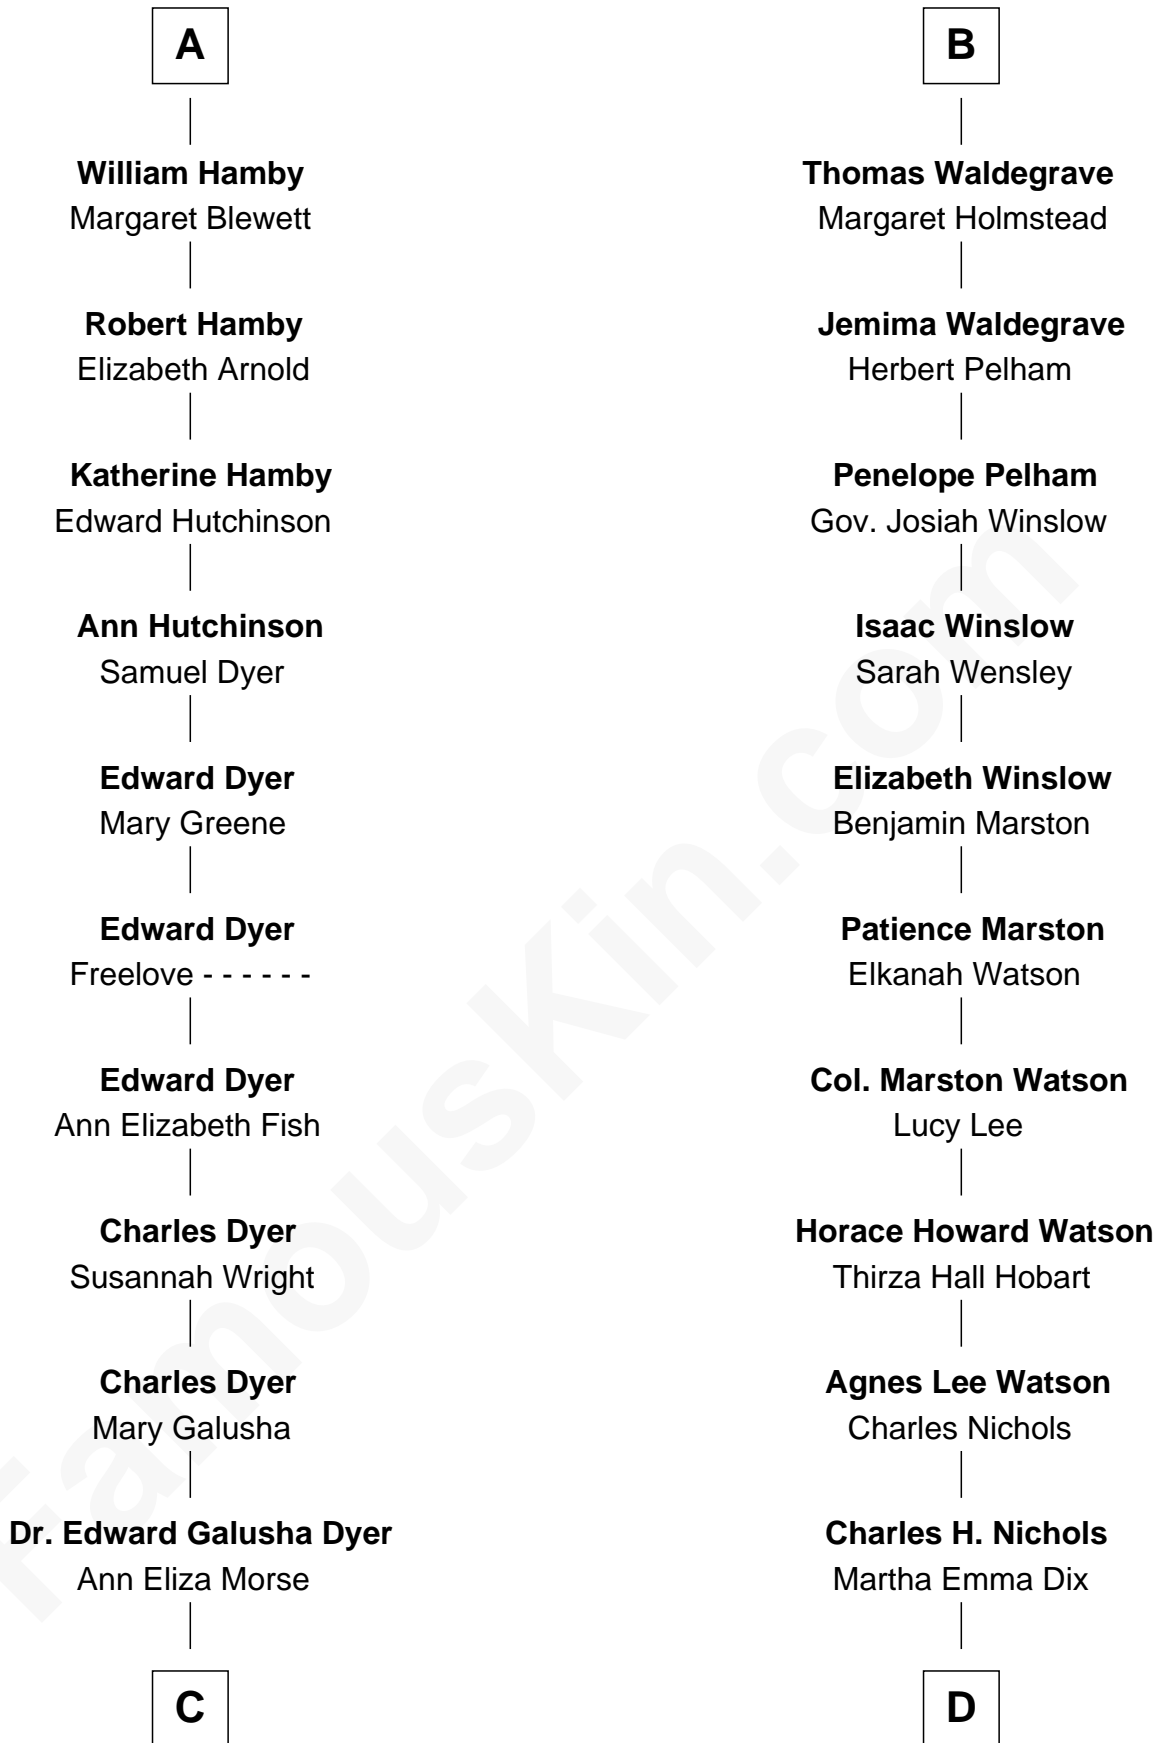 A
William Hamby
Margaret Blewett
Robert Hamby
Elizabeth Arnold
Katherine Hamby
Edward Hutchinson
Ann Hutchinson
Samuel Dyer
Edward Dyer
Mary Greene
Edward Dyer
Freelove - - - - - -
Edward Dyer
Ann Elizabeth Fish
Charles Dyer
Susannah Wright
Charles Dyer
Mary Galusha
Dr. Edward Galusha Dyer
Ann Eliza Morse
C
B
Thomas Waldegrave
Margaret Holmstead
Jemima Waldegrave
Herbert Pelham
Penelope Pelham
Gov. Josiah Winslow
Isaac Winslow
Sarah Wensley
Elizabeth Winslow
Benjamin Marston
Patience Marston
Elkanah Watson
Col. Marston Watson
Lucy Lee
Horace Howard Watson
Thirza Hall Hobart
Agnes Lee Watson
Charles Nichols
Charles H. Nichols
Martha Emma Dix
D
FamousKin.com